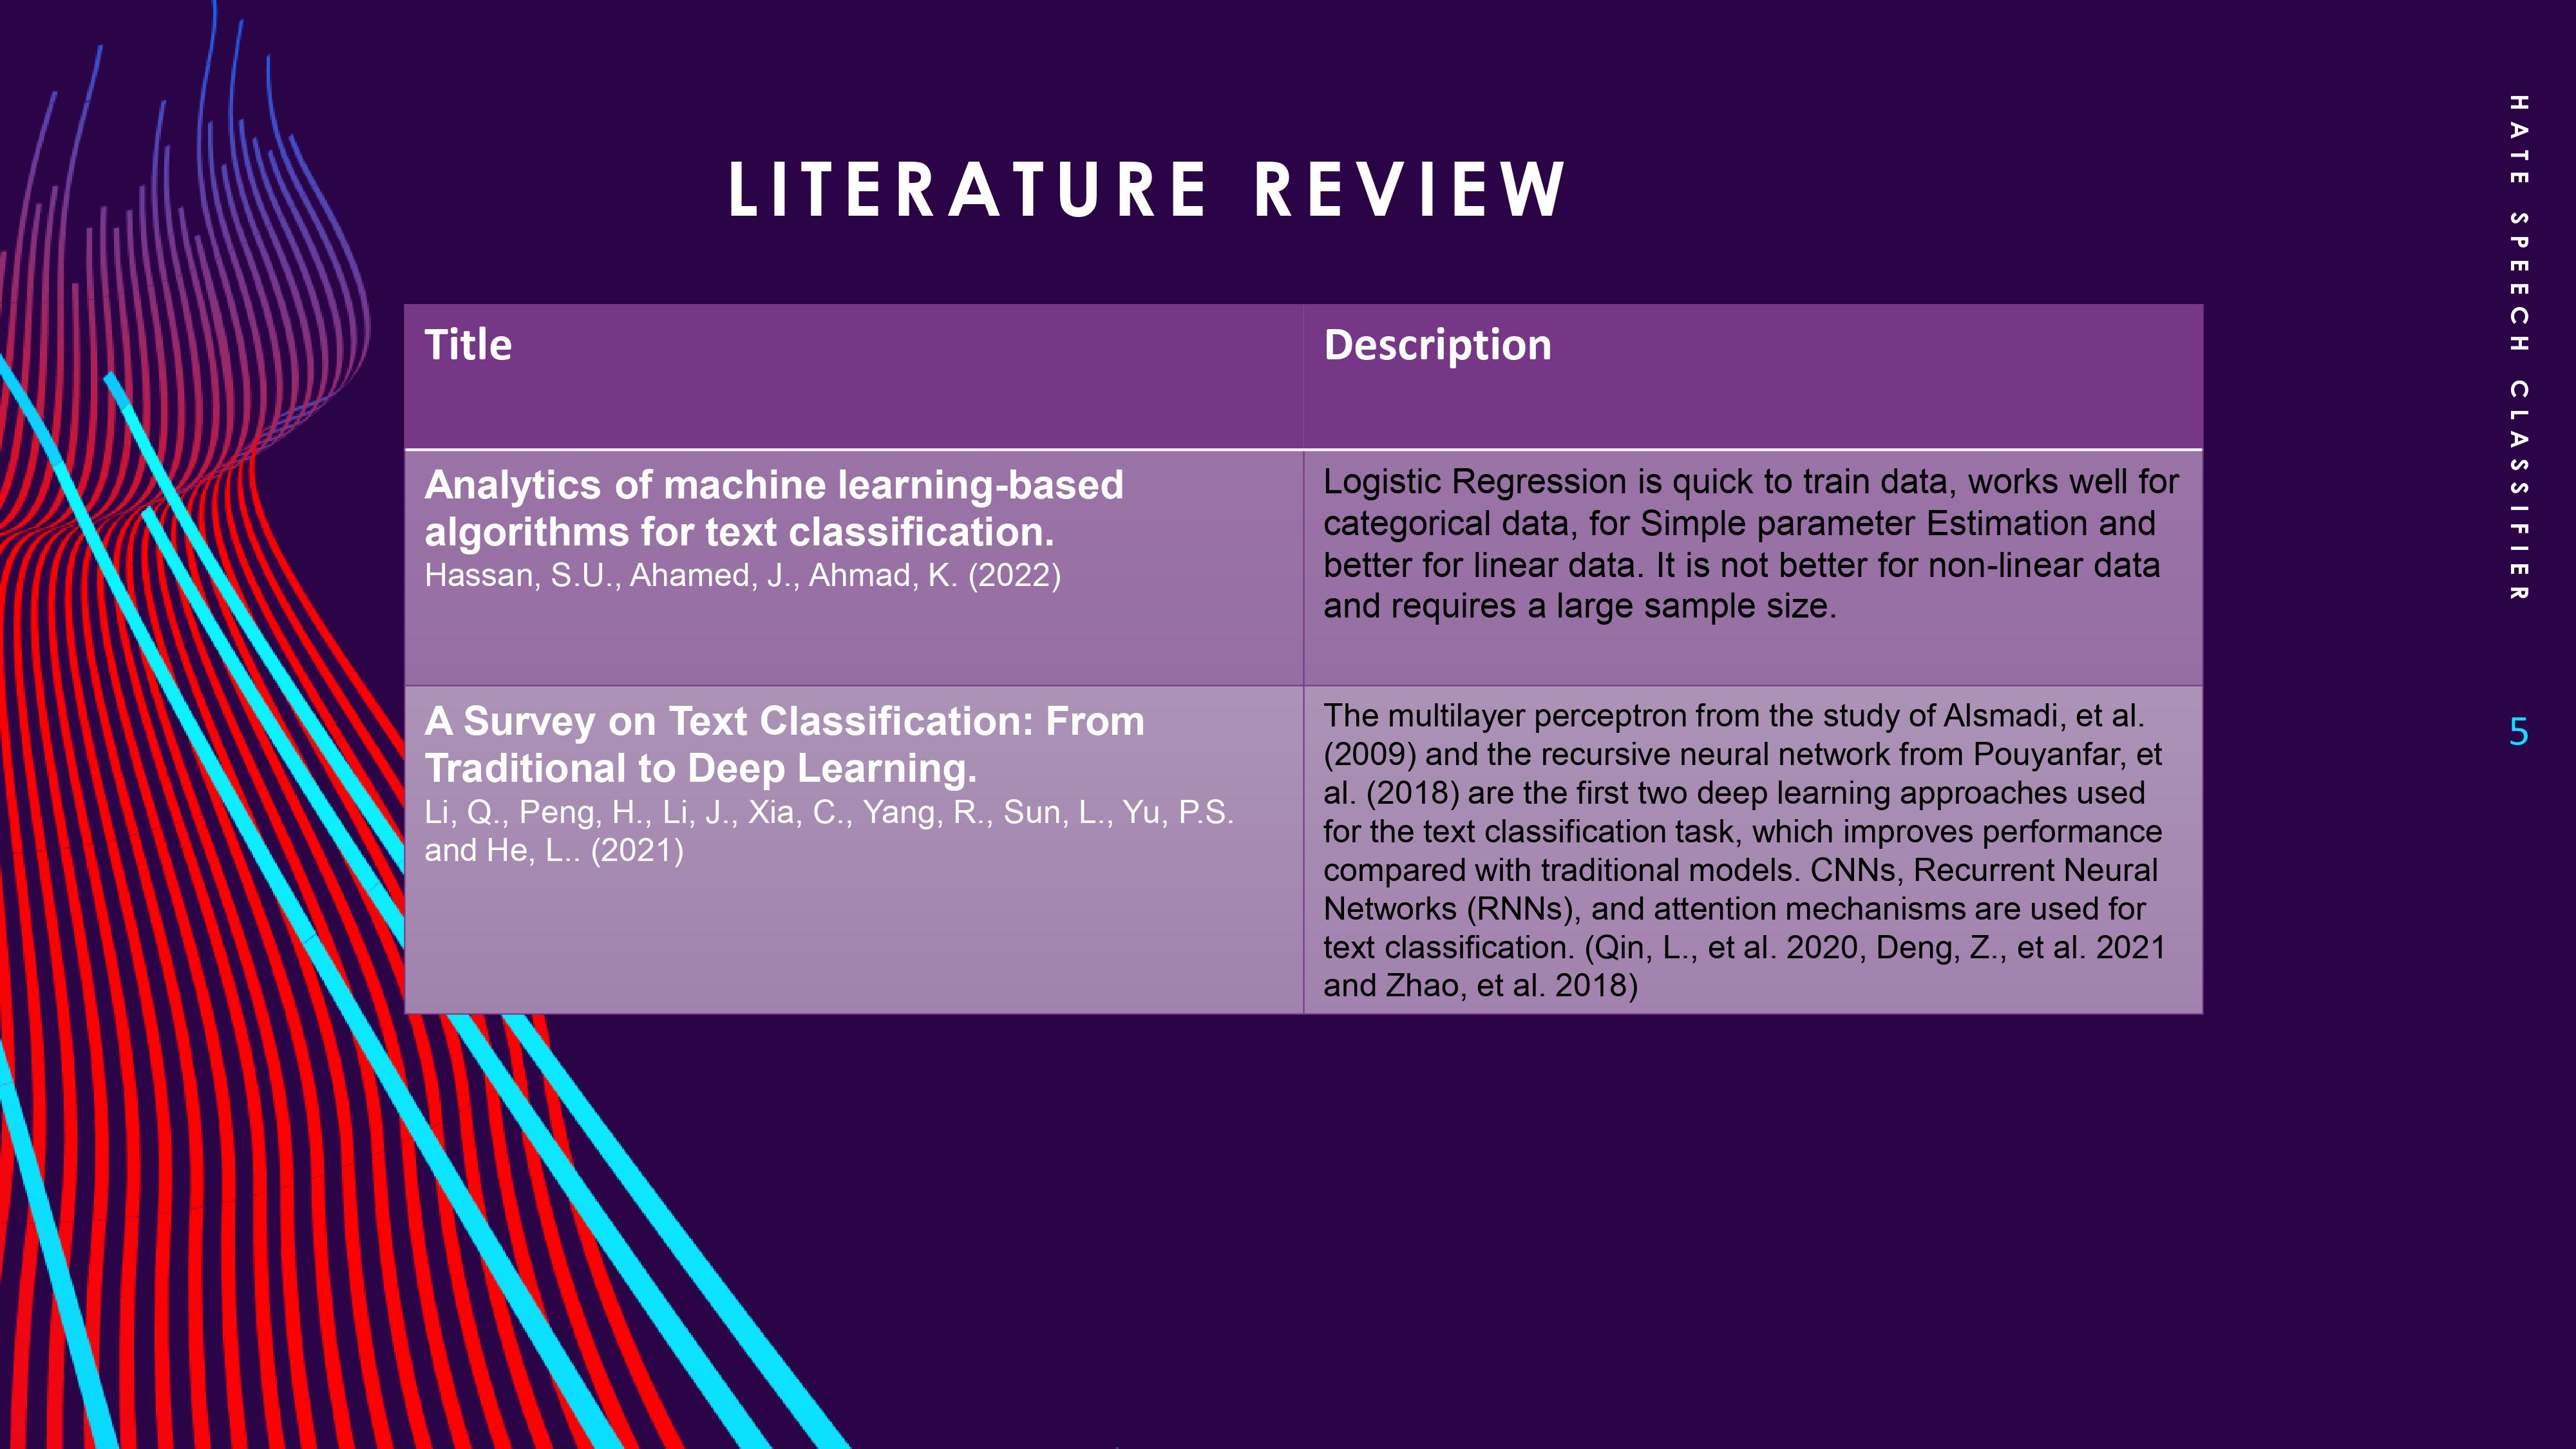 LITERATURE REVIEW
Title
Description
Analytics of machine learning-based
algorithms for text classification.
Hassan, S.U., Ahamed, J., Ahmad, K. (2022)
Logistic Regression is quick to train data, works well for
categorical data, for Simple parameter Estimation and
better for linear data. It is not better for non-linear data
and requires a large sample size.
A Survey on Text Classification: From
Traditional to Deep Learning.
Li, Q., Peng, H., Li, J., Xia, C., Yang, R., Sun, L., Yu, P.S.
and He, L.. (2021)
The multilayer perceptron from the study of Alsmadi, et al.
(2009) and the recursive neural network from Pouyanfar, et
al. (2018) are the first two deep learning approaches used
for the text classification task, which improves performance
compared with traditional models. CNNs, Recurrent Neural
Networks (RNNs), and attention mechanisms are used for
text classification. (Qin, L., et al. 2020, Deng, Z., et al. 2021
and Zhao, et al. 2018)
HATE SPEECH CLASSIFIER
5